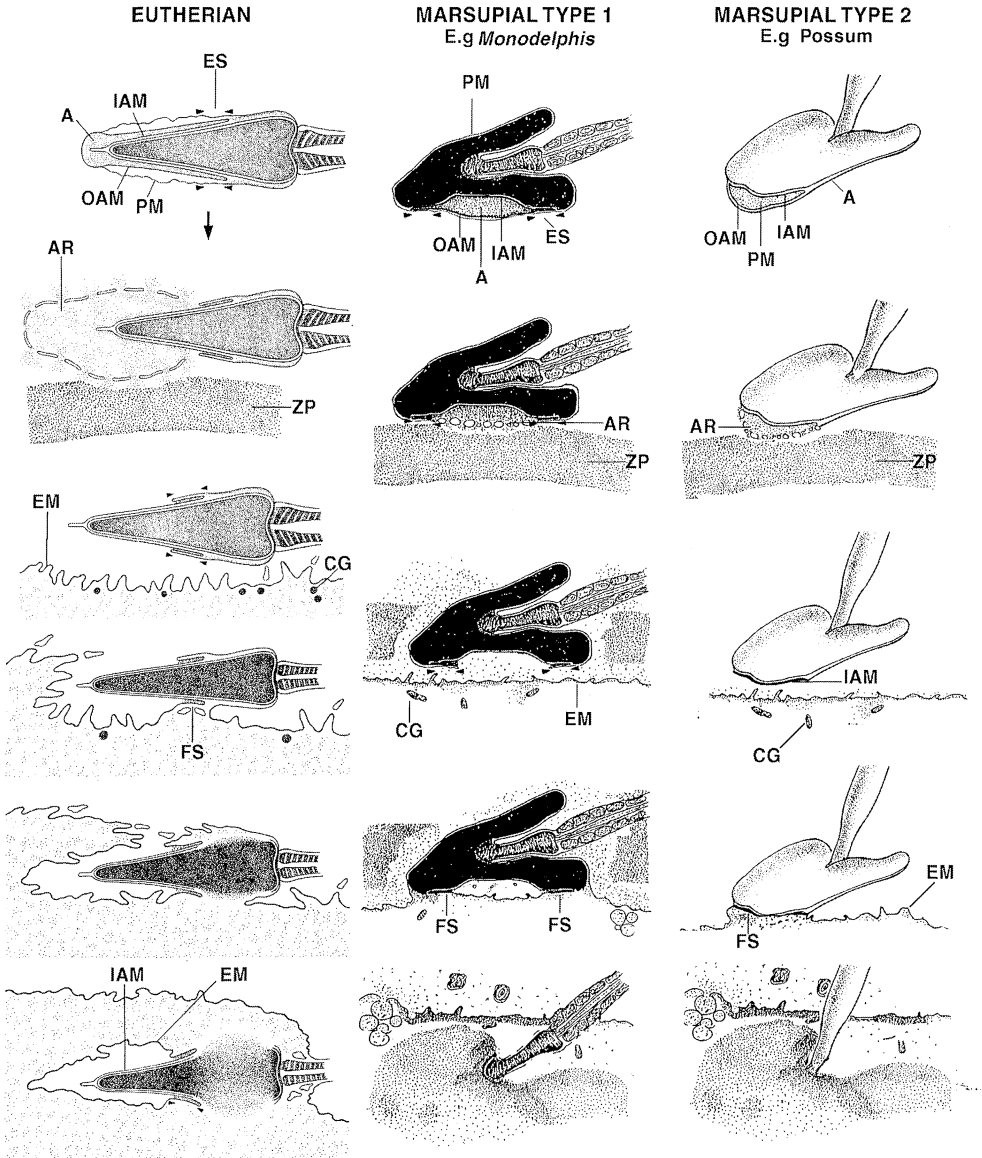 EUTHERIAN
MARSUPIAL TYPE 1
E.g Monodelphis
MARSUPIAL TYPE 2
E.g Possum
ES
IAM
A
OAM
PM
PM
OAM
IAM
ES
A
OAM
PM
IAM
A
AR
ZP
AR
ZP
AR
ZP
EM
CG
CG
EM
IAM
CG
FS
FS
FS
EM
FS
IAM
EM